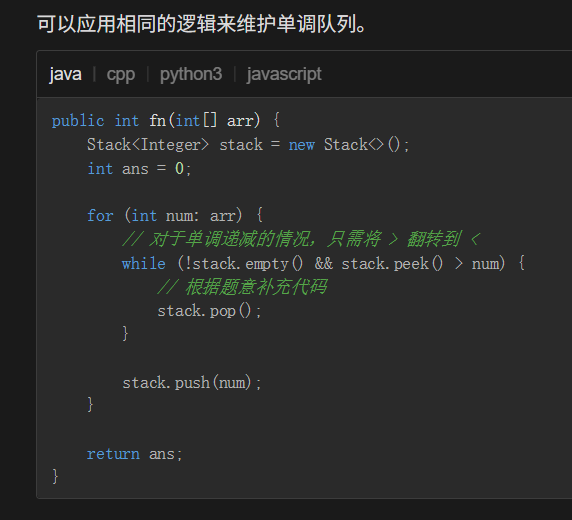 可以应用相同的逻辑来维护单调队列。
java | cpp | python3 | javascript
public int fn(int[] arr) {
    Stack<Integer> stack = new Stack<>();
    int ans = 0;

    for (int num: arr) {
        // 对于单调递减的情况，只需将 > 翻转到 <
        while (!stack.empty() && stack.peek() > num) {
            // 根据题意补充代码
            stack.pop();
        }

        stack.push(num);
    }

    return ans;
}